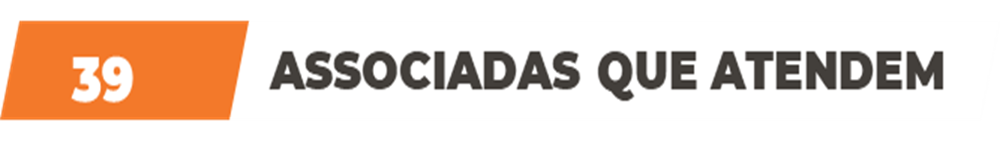 39 ASSOCIADAS QUE ATENDEM